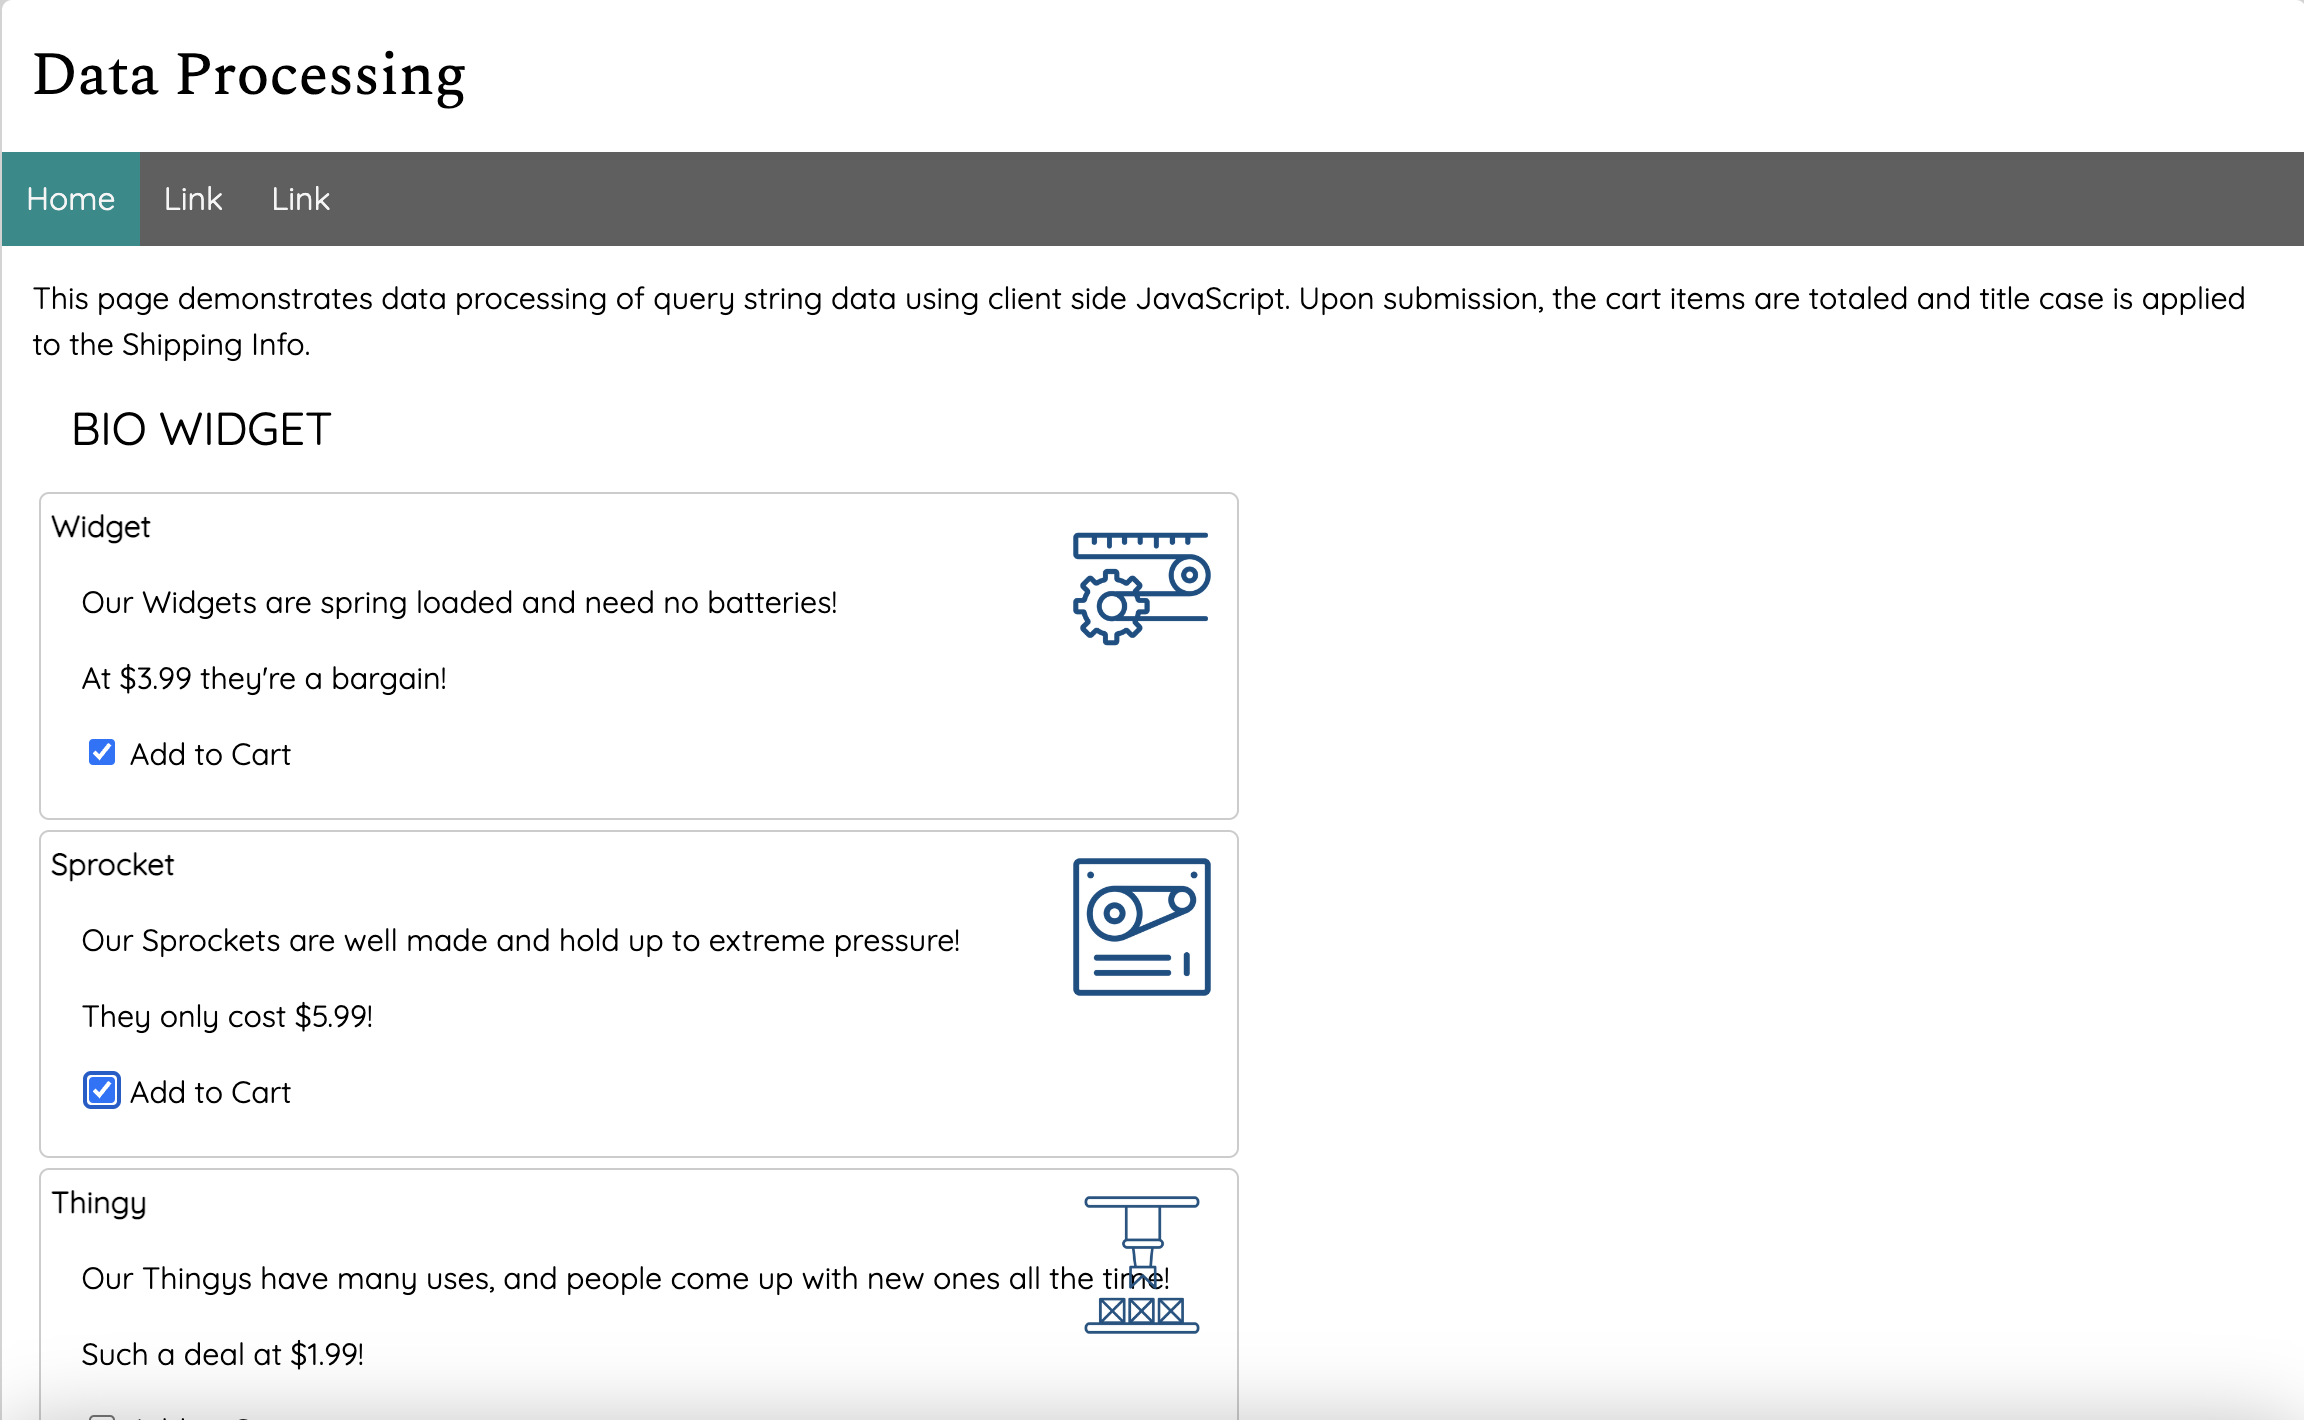 Data Processing
Home Link Link
This page demonstrates data processing of query string data using client side JavaScript. Upon submission, the cart items are totaled and title case is applied
to the Shipping Info.
BIO WIDGET
Widget
Our Widgets are spring loaded and need no batteries!
At $3.99 they're a bargain!
Add to Cart
Sprocket
Our Sprockets are well made and hold up to extreme pressure!
They only cost $5.99!
Add to Cart
Thingy
Our Thingys have many uses, and people come up with new ones all the time!
Such a deal at $1.99!